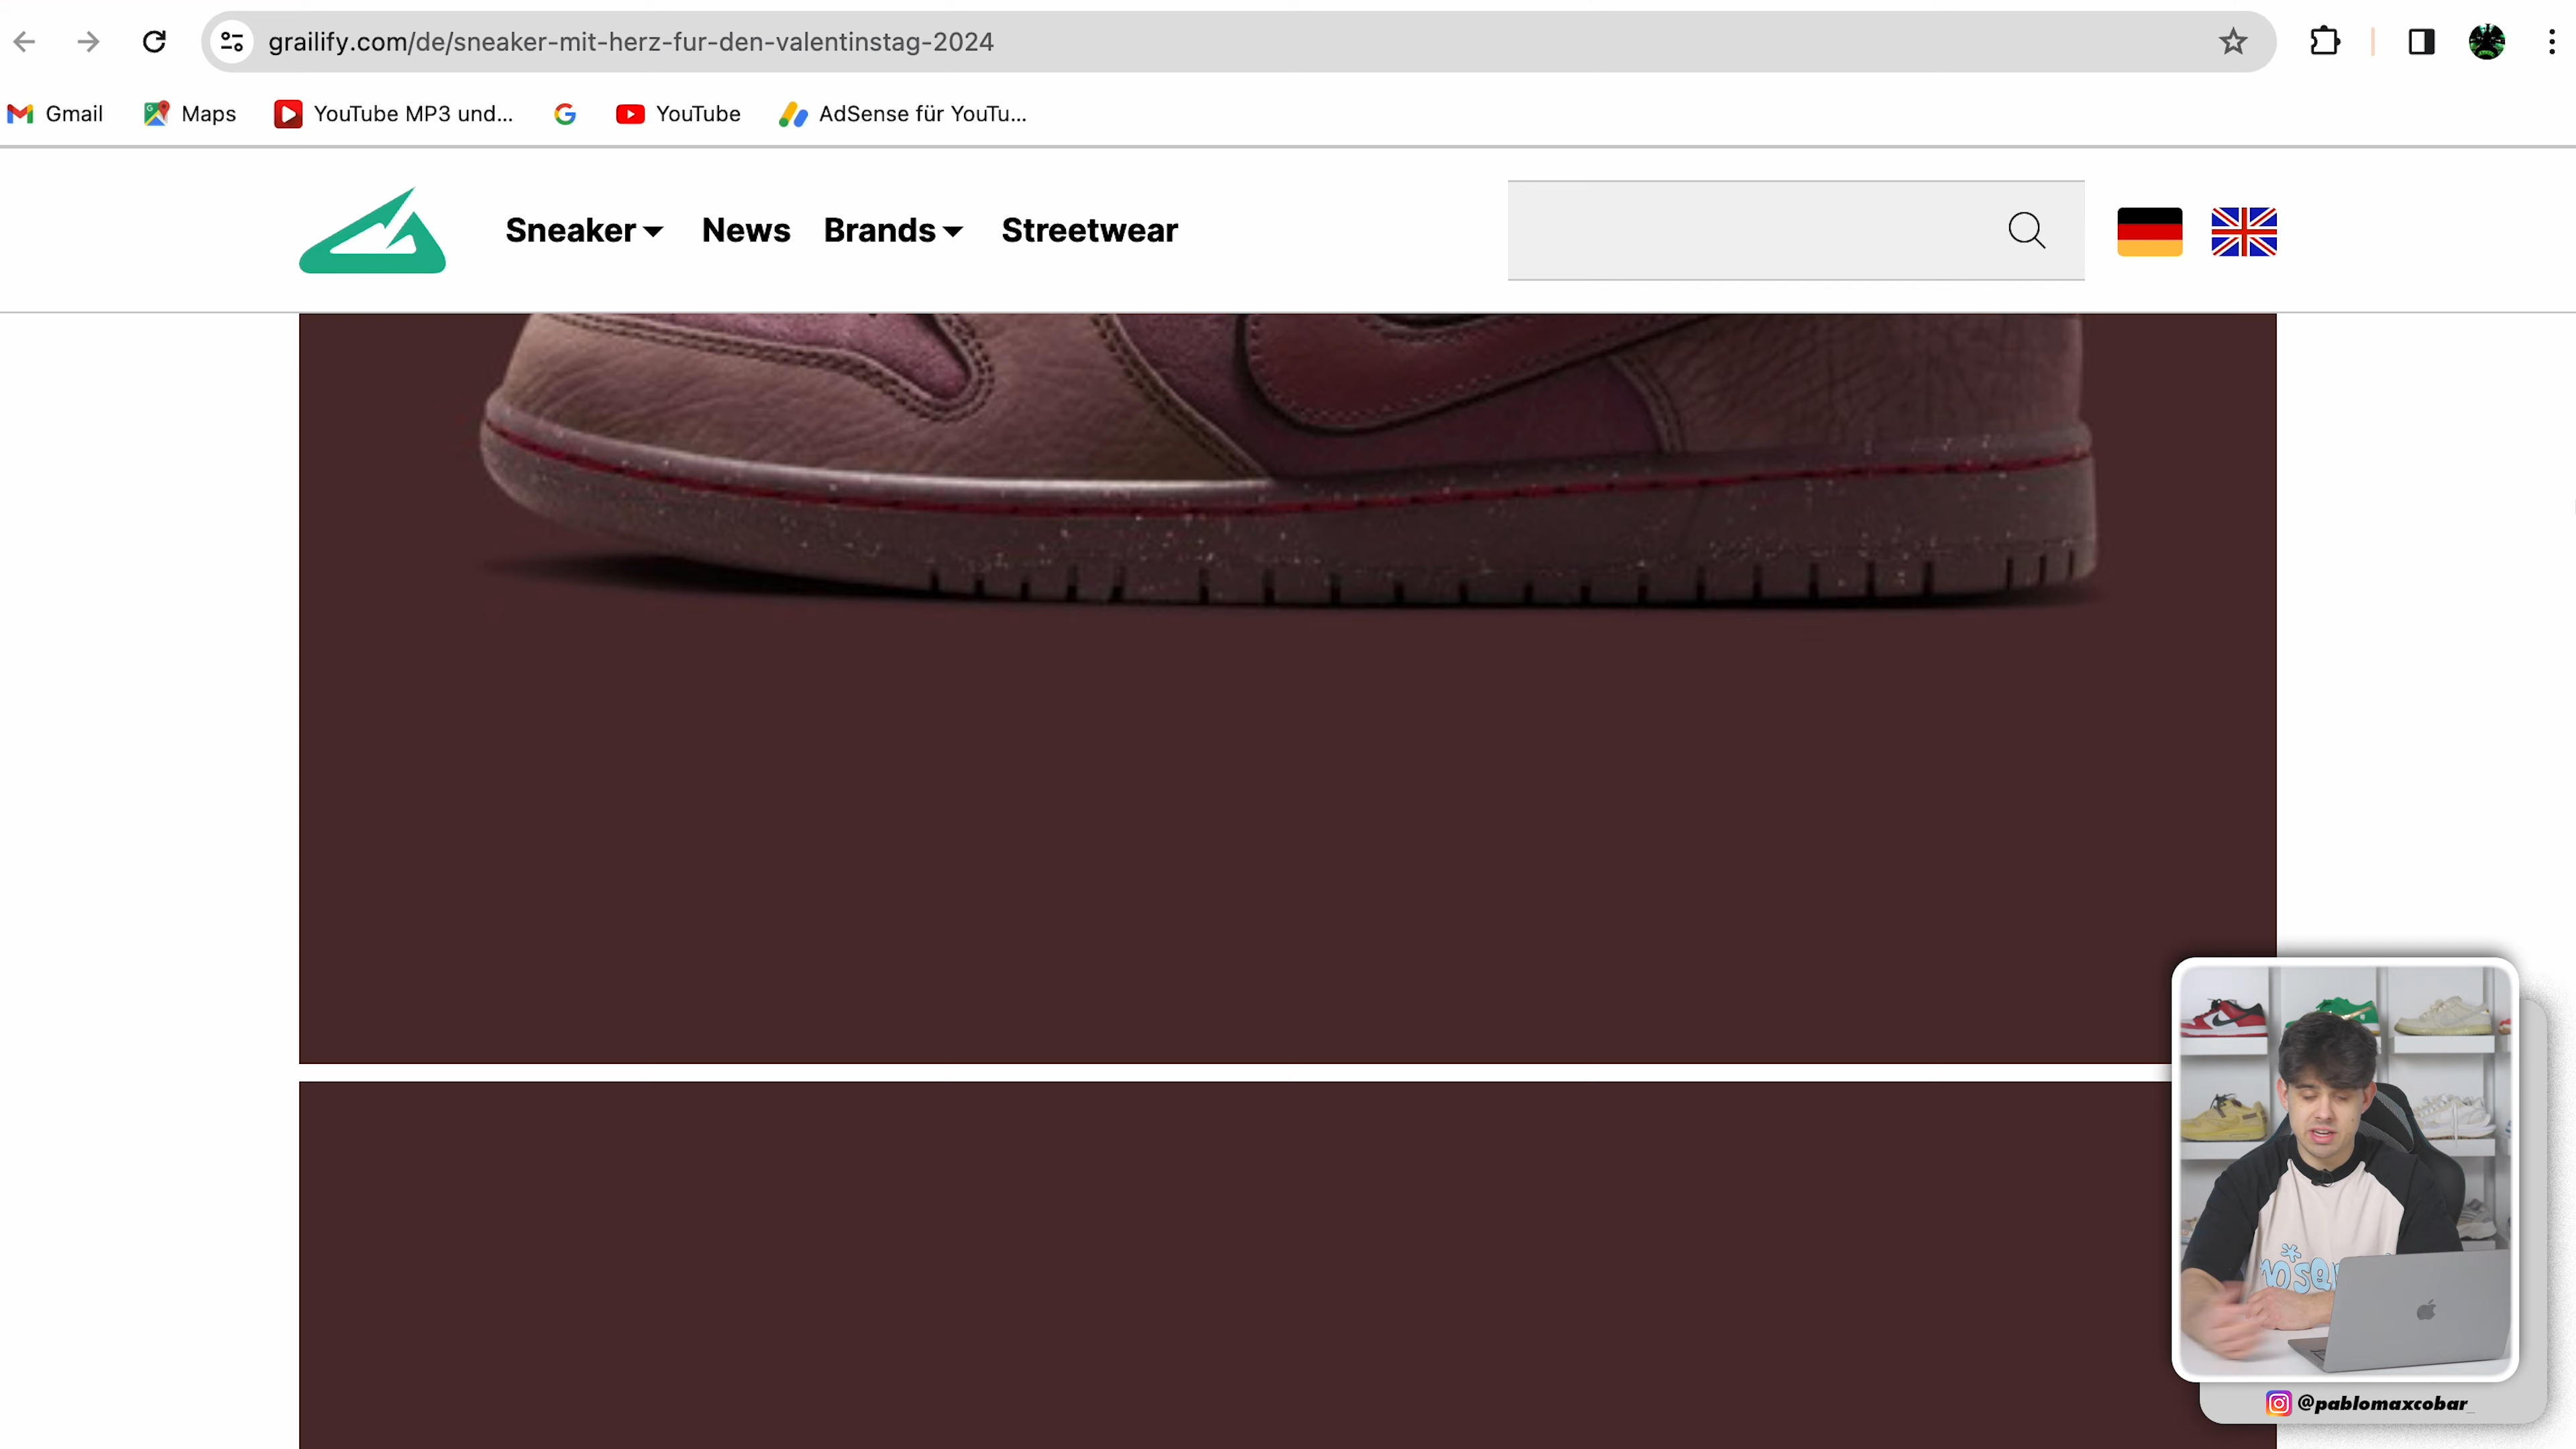 grailify.com/de/sneaker-mit-herz-fur-den-valentinstag-2024
Gmail
Maps
YouTube MP3 und...
YouTube
AdSense für YouTu...
Sneaker
News
Brands
Streetwear
@pablomaxcobar_